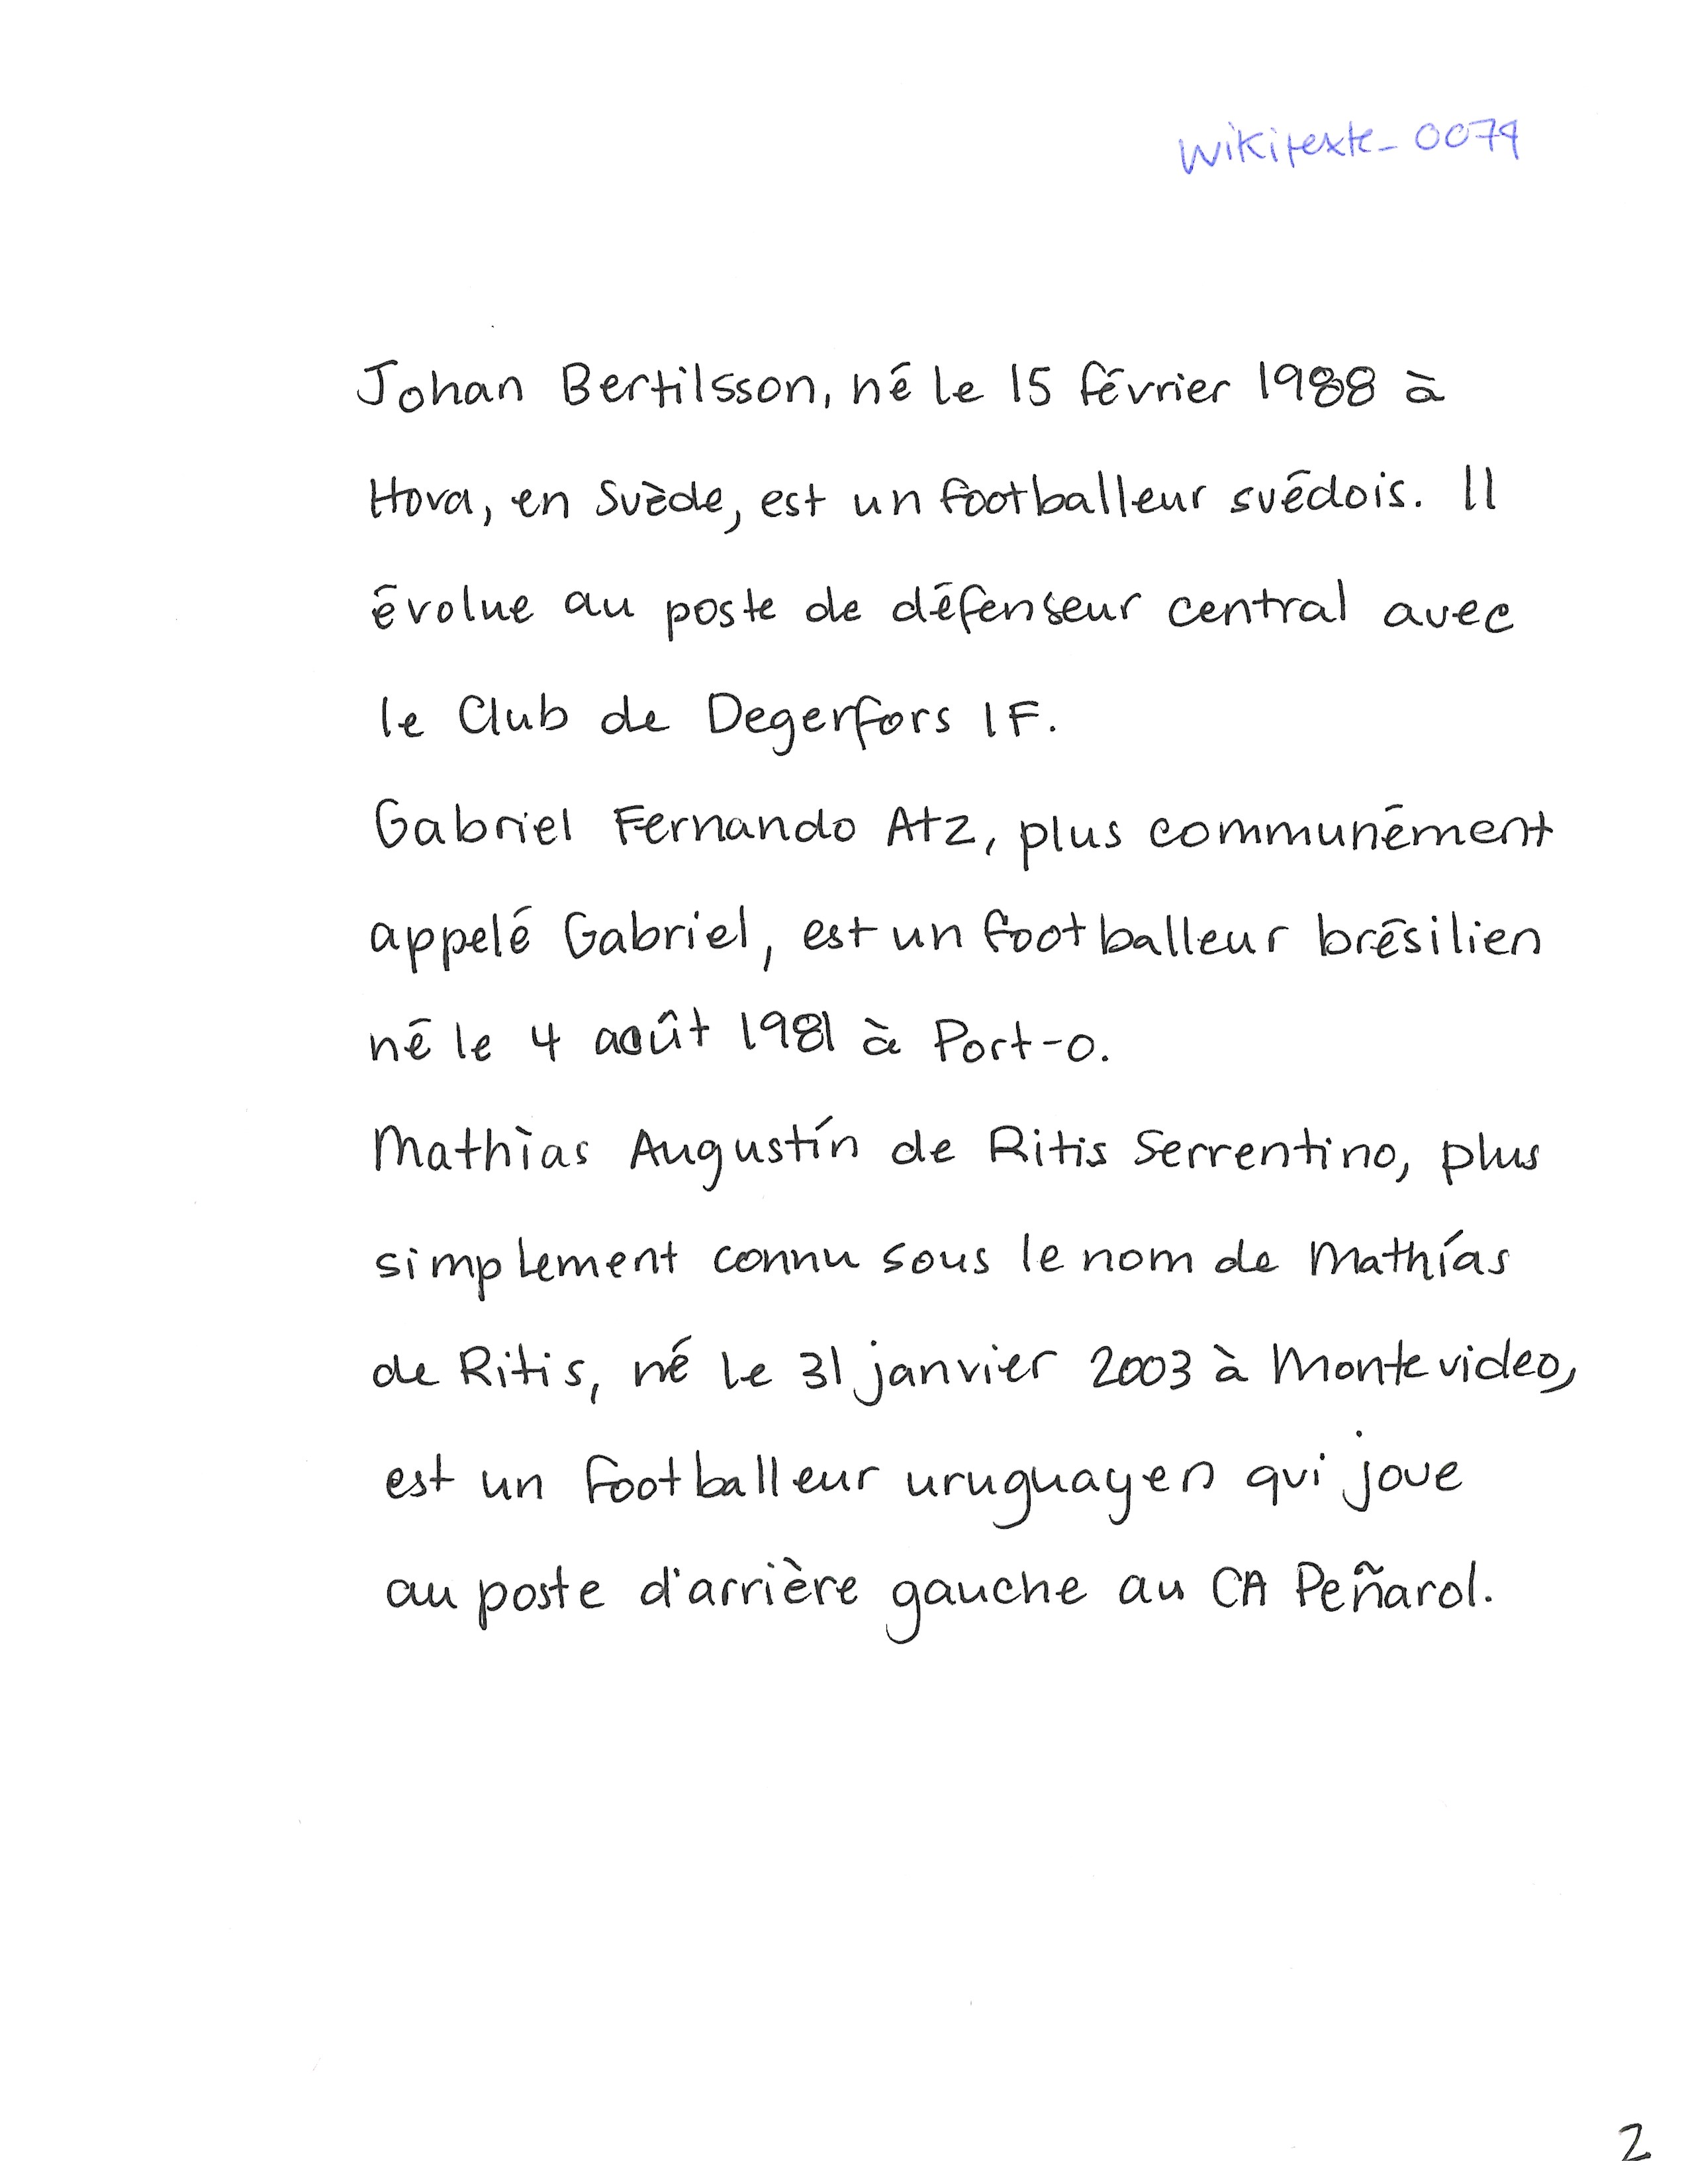 Wikitexte_0079
Johan Bertilsson, né le 15 février 1988 à
Hova, en Suède, est un footballeur suédois. Il
évolue au poste de défenseur central avec
le Club de Degerfors IF.
Gabriel Fernando Atz, plus communément
appelé Gabriel, est un footballeur brésilien
né le 4 août 1981 à Port-o.
Mathìas Augustín de Ritis Serrentino, plus
simplement connu sous le nom de Mathías
de Ritis, né le 31 janvier 2003 à Montevideo,
est un footballeur uruguayen qui joue
au poste d'arrière gauche au CA Peñarol.
2